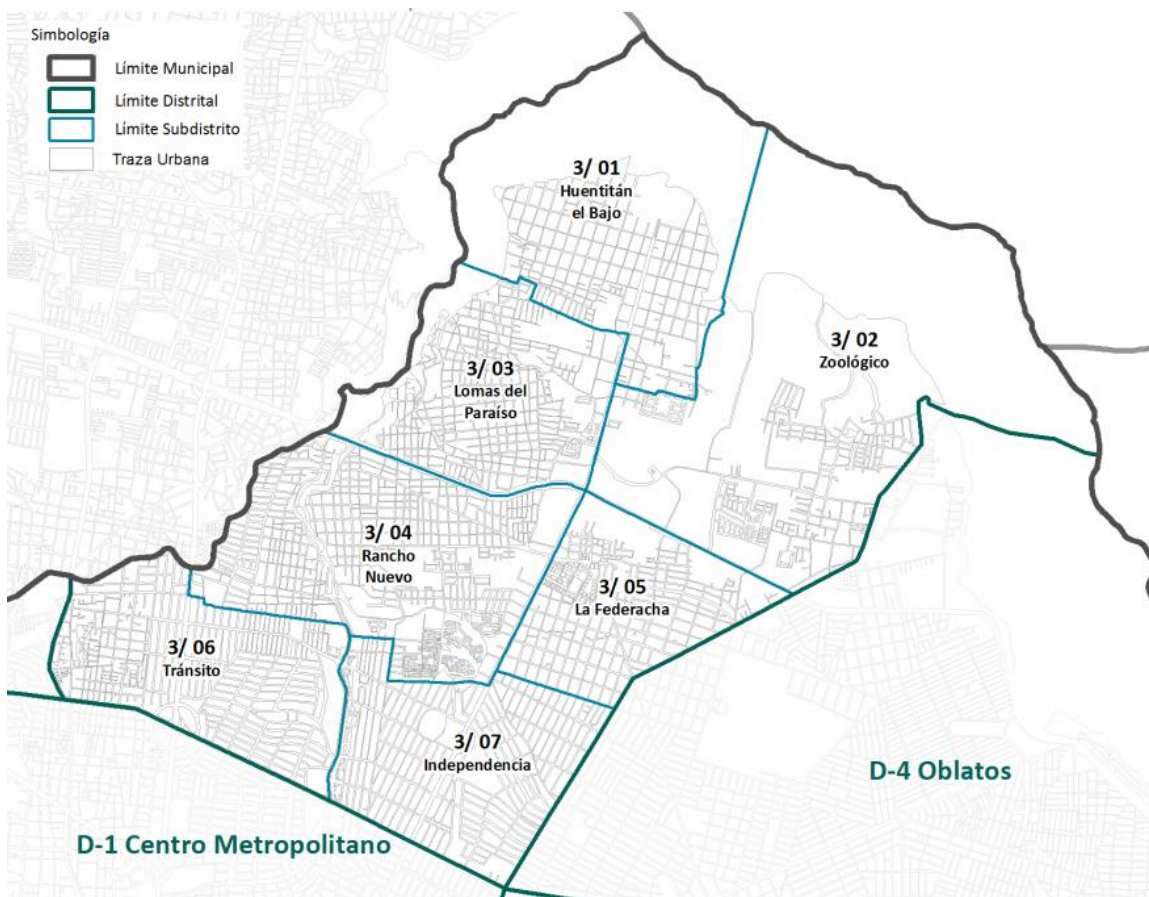 Simbología
Límite Municipal
Límite Distrital
Límite Subdistrito
Traza Urbana
3/ 01
Huentitán
el Bajo
3/ 02
Zoológico
3/ 03
Lomas del
Paraíso
3/ 04
Rancho
Nuevo
3/ 05
La Federacha
3/ 06
Tránsito
3/ 07
Independencia
D-4 Oblatos
D-1 Centro Metropolitano